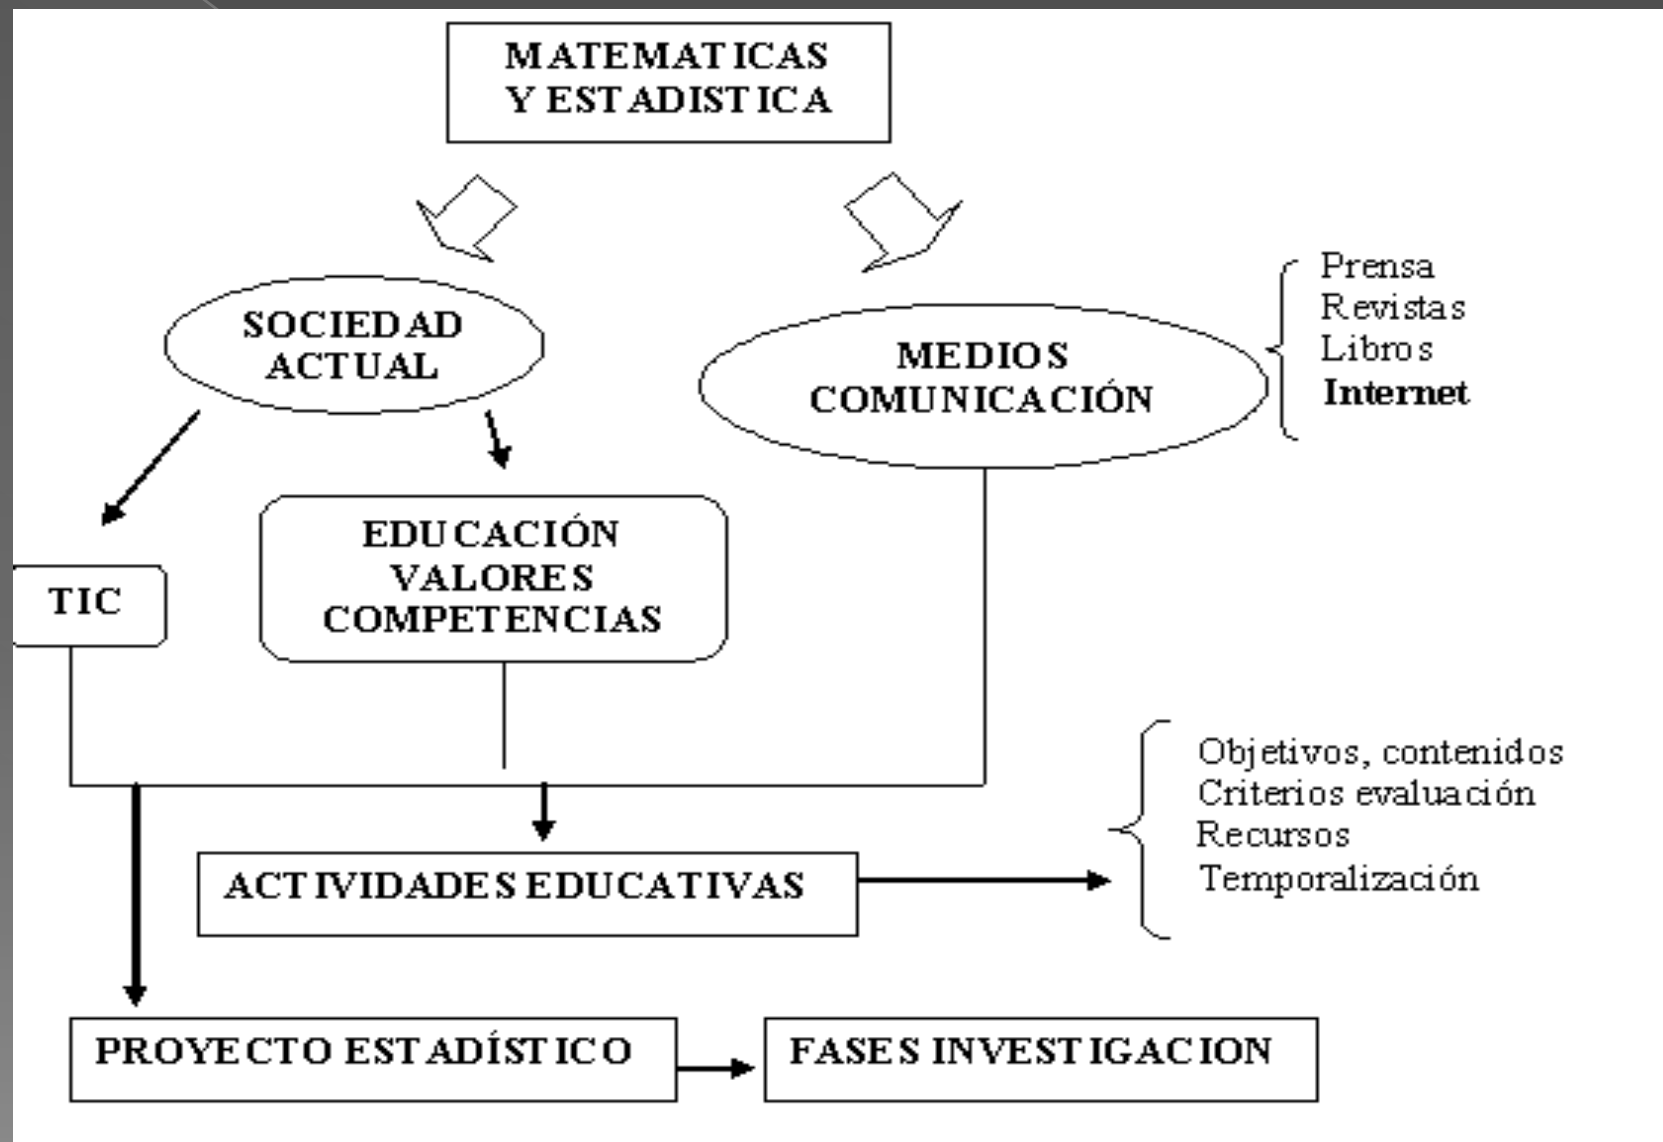 MATEMATICAS
Y ESTADISTICA
SOCIEDAD
ACTUAL
MEDIOS
COMUNICACIÓN
Prensa
Revistas
Libros
Internet
TIC
EDUCACIÓN
VALORES
COMPETENCIAS
Objetivos, contenidos
Criterios evaluación
Recursos
Temporalización
ACTIVIDADES EDUCATIVAS
PROYECTO ESTADÍSTICO
FASES INVESTIGACION